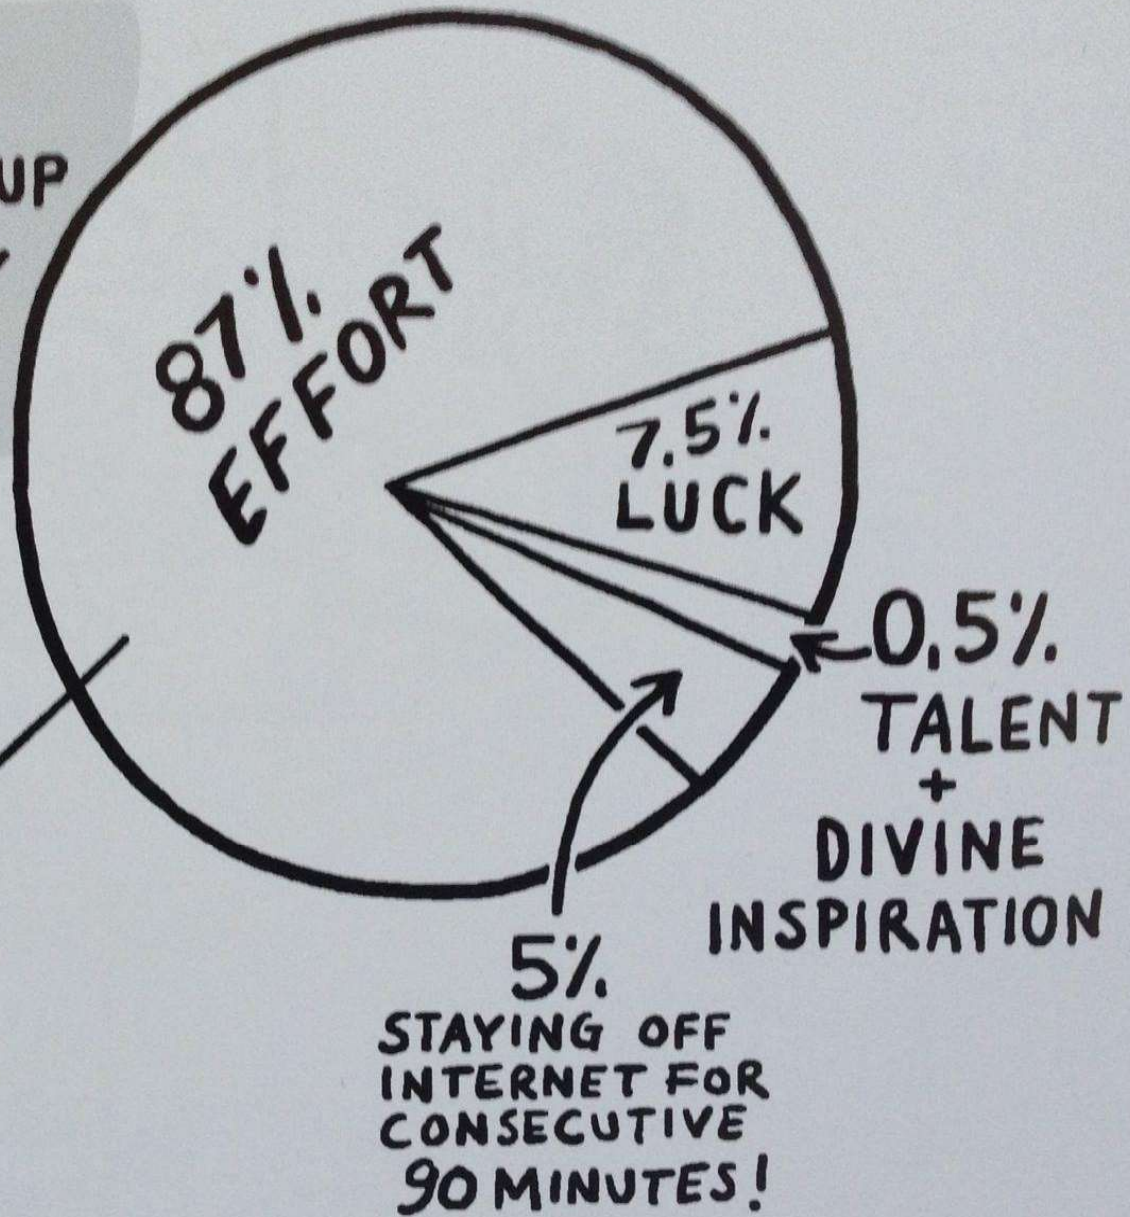 UP
87%
EFFORT
7.5%
LUCK
0.5%
TALENT
+
DIVINE
INSPIRATION
5%
STAYING OFF
INTERNET FOR
CONSECUTIVE
90 MINUTES!